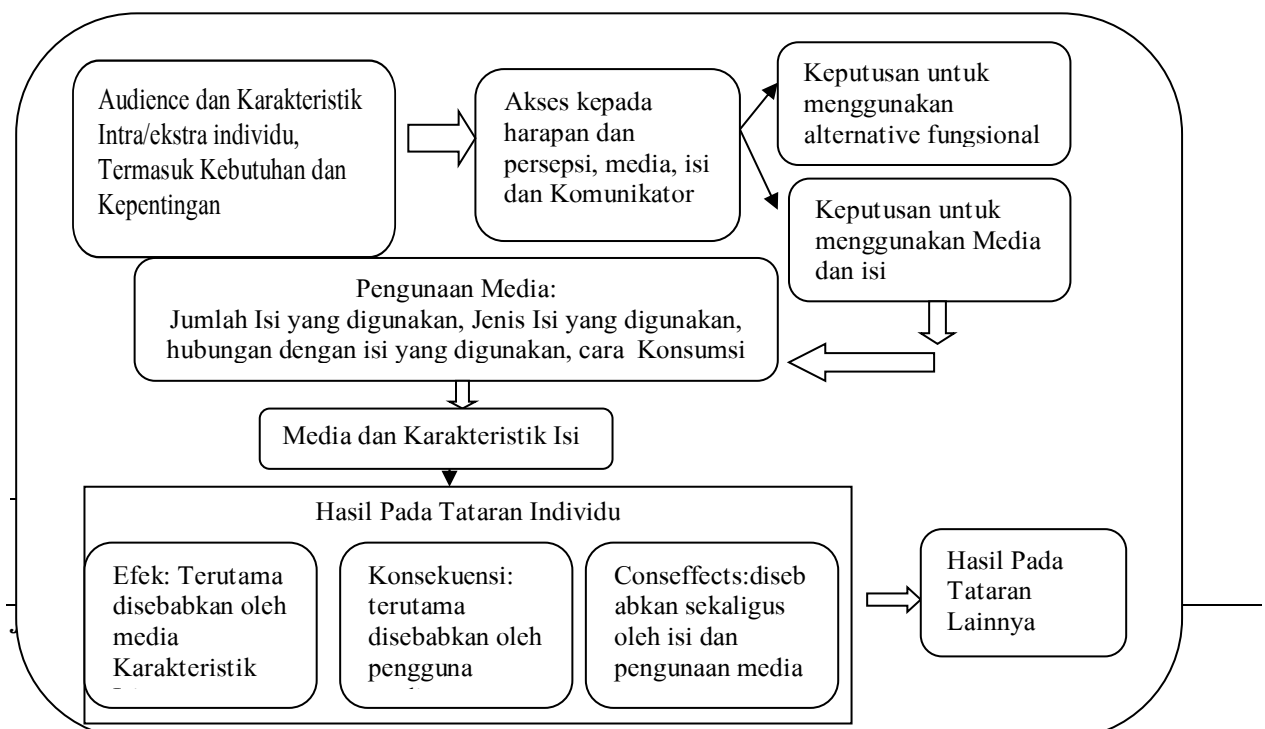 Audience dan Karakteristik
Intra/ekstra individu,
Termasuk Kebutuhan dan
Kepentingan
Akses kepada
harapan dan
persepsi, media, isi
dan Komunikator
Keputusan untuk
menggunakan
alternative fungsional
Keputusan untuk
menggunakan Media
dan isi
Pengunaan Media:
Jumlah Isi yang digunakan, Jenis Isi yang digunakan,
hubungan dengan isi yang digunakan, cara Konsumsi
Media dan Karakteristik Isi
Hasil Pada Tataran Individu
Efek: Terutama
disebabkan oleh
media
Karakteristik
Konsekuensi:
terutama
disebabkan oleh
pengguna
Conseffects:diseb
abkan sekaligus
oleh isi dan
pengunaan media
Hasil Pada
Tataran
Lainnya